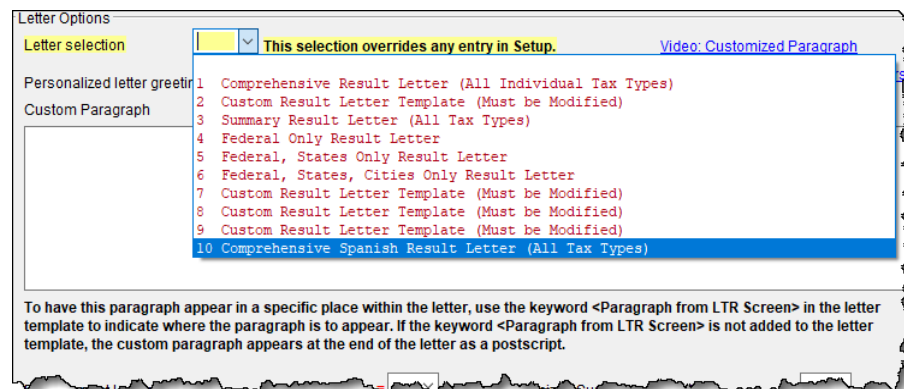 Letter Options
Letter selection
This selection overrides any entry in Setup.
Video: Customized Paragraph
Personalized letter
1 Comprehensive Result Letter (All Individual Tax Types)
Custom Paragraph
2 Custom Result Letter Template (Must be Modified)
3 Summary Result Letter (All Tax Types)
4 Federal Only Result Letter
5 Federal, States Only Result Letter
6 Federal, States, Cities Only Result Letter
7 Custom Result Letter Template (Must be Modified)
8 Custom Result Letter Template (Must be Modified)
9 Custom Result Letter Template (Must be Modified)
10 Comprehensive Spanish Result Letter (All Tax Types)
To have this paragraph appear in a specific place within the letter, use the keyword <Paragraph from LTR Screen> in the letter
template to indicate where the paragraph is to appear. If the keyword <Paragraph from LTR Screen> is not added to the letter
template, the custom paragraph appears at the end of the letter as a postscript.